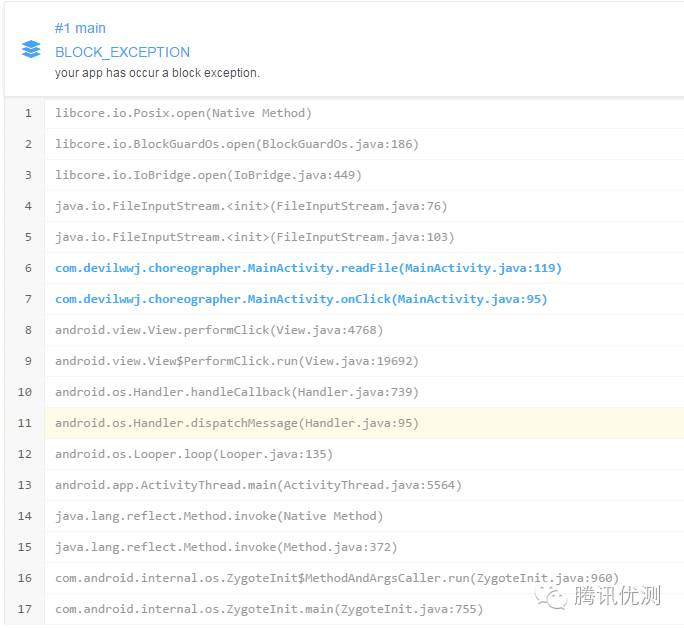 #1 main
BLOCK_EXCEPTION
your app has occur a block exception.
1 libcore.io.Posix.open(Native Method)
2 libcore.io.BlockGuardOs.open(BlockGuardOs.java:186)
3 libcore.io.IoBridge.open(IoBridge.java:449)
4 java.io.FileInputStream.<init>(FileInputStream.java:76)
5 java.io.FileInputStream.<init>(FileInputStream.java:103)
6 com.devilwwj.choreographer.MainActivity.readFile(MainActivity.java:119)
7 com.devilwwj.choreographer.MainActivity.onClick(MainActivity.java:95)
8 android.view.View.performClick(View.java:4768)
9 android.view.View$PerformClick.run(View.java:19692)
10 android.os.Handler.handleCallback(Handler.java:739)
11 android.os.Handler.dispatchMessage(Handler.java:95)
12 android.os.Looper.loop(Looper.java:135)
13 android.app.ActivityThread.main(ActivityThread.java:5564)
14 java.lang.reflect.Method.invoke(Native Method)
15 java.lang.reflect.Method.invoke(Method.java:372)
16 com.android.internal.os.ZygoteInit$MethodAndArgsCaller.run(ZygoteInit.java:960)
17 com.android.internal.os.ZygoteInit.main(ZygoteInit.java:755)
腾讯优测